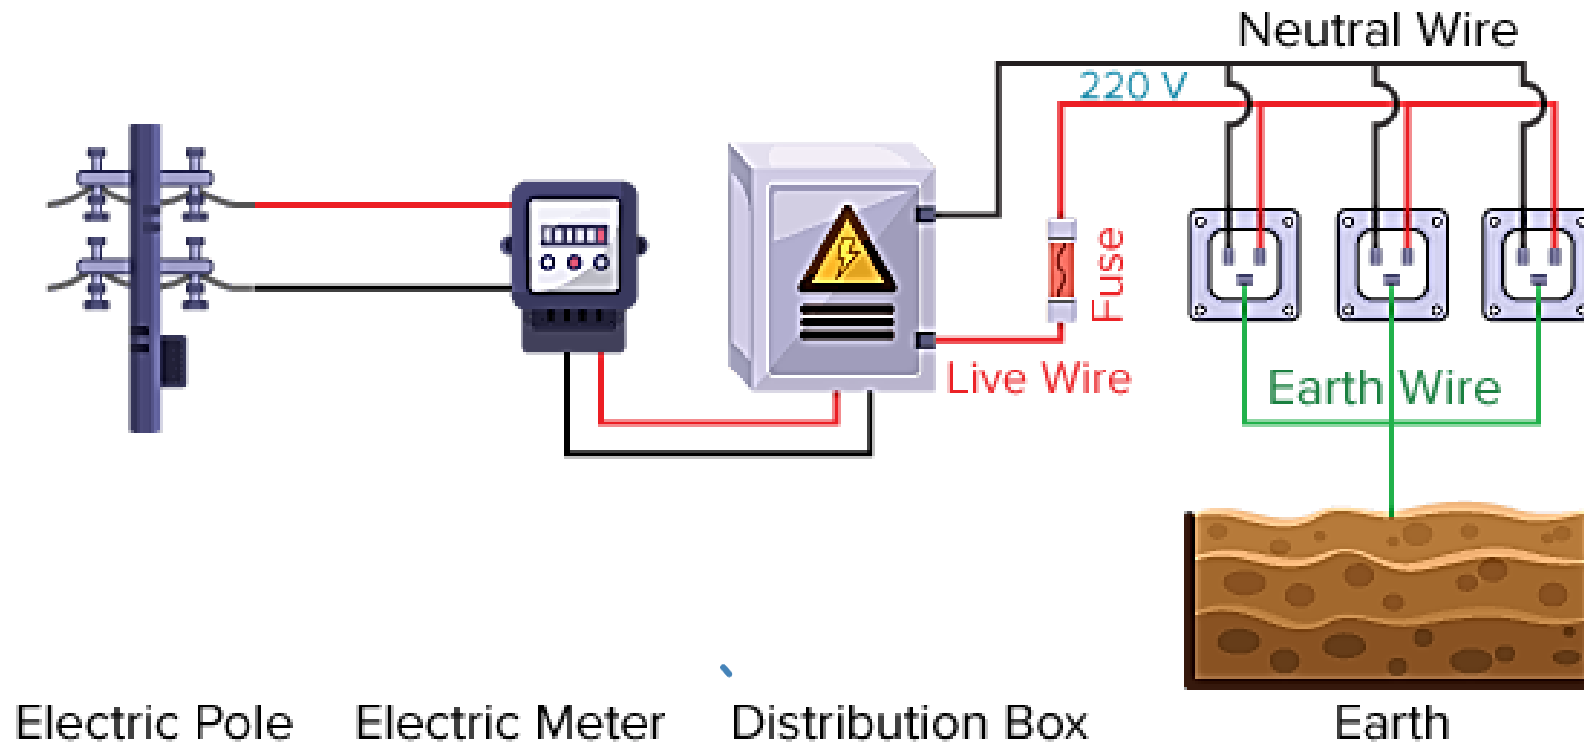 Neutral Wire
220 V
Fuse
Live Wire
Earth Wire
Electric Pole
Electric Meter
Distribution Box
Earth